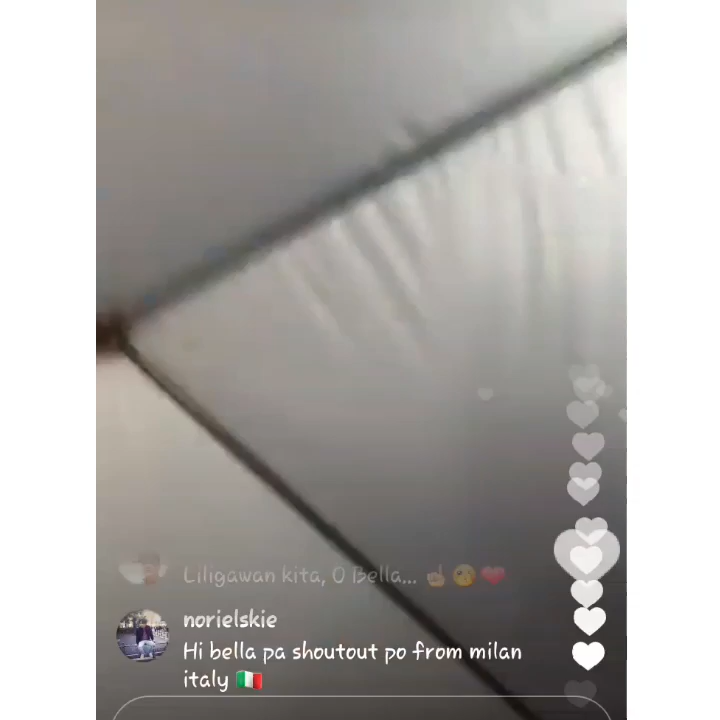 Liligawan kita, O Bella... ☝🏻😗❤️
norielskie
Hi bella pa shoutout po from milan
italy 🇮🇹